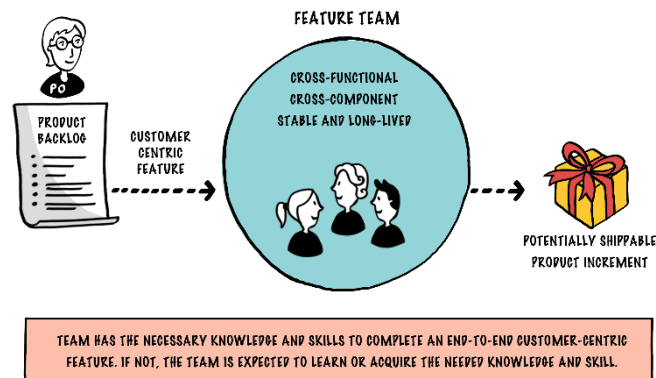 FEATURE TEAM
PO
PRODUCT
BACKLOG
CUSTOMER
CENTRIC
FEATURE
CROSS-FUNCTIONAL
CROSS-COMPONENT
STABLE AND LONG-LIVED
POTENTIALLY SHIPPABLE
PRODUCT INCREMENT
TEAM HAS THE NECESSARY KNOWLEDGE AND SKILLS TO COMPLETE AN END-TO-END CUSTOMER-CENTRIC
FEATURE. IF NOT, THE TEAM IS EXPECTED TO LEARN OR ACQUIRE THE NEEDED KNOWLEDGE AND SKILL.